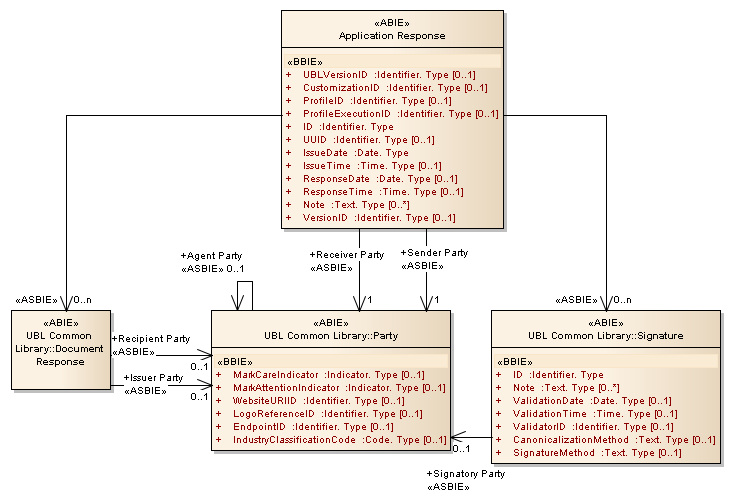 «ABIE»
Application Response
«BBIE»
+ UBLVersionID :Identifier. Type [0..1]
+ CustomizationID :Identifier. Type [0..1]
+ ProfileID :Identifier. Type [0..1]
+ ProfileExecutionID :Identifier. Type [0..1]
+ ID :Identifier. Type
+ UUID :Identifier. Type [0..1]
+ IssueDate :Date. Type
+ IssueTime :Time. Type [0..1]
+ ResponseDate :Date. Type [0..1]
+ ResponseTime :Time. Type [0..1]
+ Note :Text. Type [0..*]
+ VersionID :Identifier. Type [0..1]
+Agent Party
«ASBIE» 0..1
+Receiver Party
«ASBIE»
1
+Sender Party
«ASBIE»
1
«ASBIE» 0..n
«ASBIE» 0..n
«ABIE»
UBL Common
Library::Document
Response
+Recipient Party
«ASBIE»
0..1
+Issuer Party
«ASBIE»
0..1
«ABIE»
UBL Common Library::Party
«BBIE»
+ MarkCareIndicator :Indicator. Type [0..1]
+ MarkAttentionIndicator :Indicator. Type [0..1]
+ WebsiteURIID :Identifier. Type [0..1]
+ LogoReferenceID :Identifier. Type [0..1]
+ EndpointID :Identifier. Type [0..1]
+ IndustryClassificationCode :Code. Type [0..1]
«ABIE»
UBL Common Library::Signature
«BBIE»
+ ID :Identifier. Type
+ Note :Text. Type [0..*]
+ ValidationDate :Date. Type [0..1]
+ ValidationTime :Time. Type [0..1]
+ ValidatorID :Identifier. Type [0..1]
+ CanonicalizationMethod :Text. Type [0..1]
+ SignatureMethod :Text. Type [0..1]
0..1
+Signatory Party
«ASBIE»